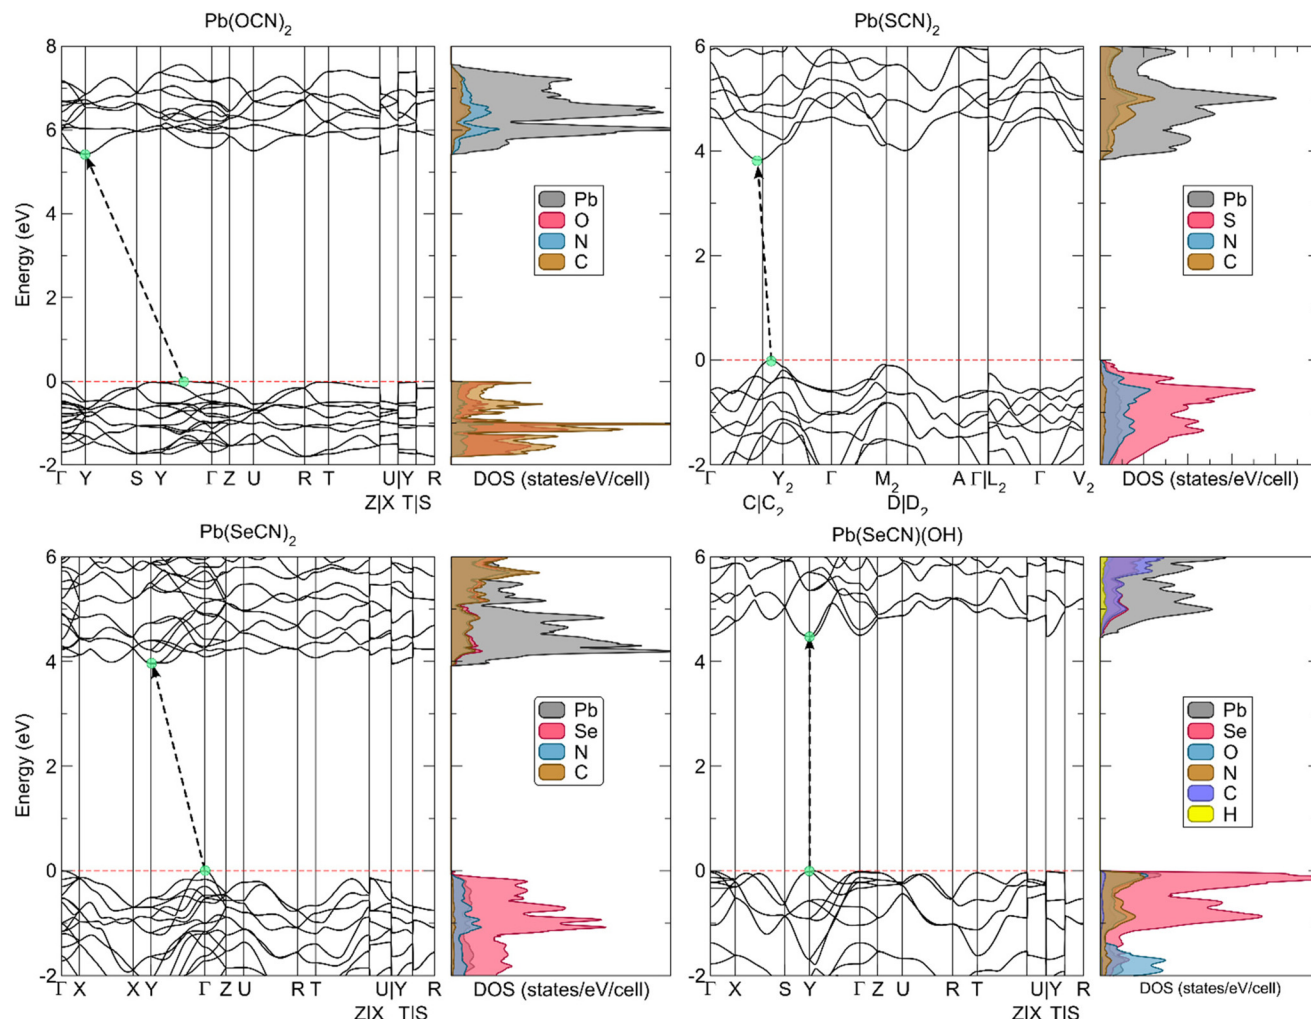 Pb(OCN)2
Energy (eV)
8
6
4
2
0
-2
Γ Y S Y Γ Z U R T U|Y R
Z|X T|S
DOS (states/eV/cell)
Pb
O
N
C
Pb(SCN)2
6
4
2
0
-2
Γ Y2 Γ M2 A Γ|L2 Γ V2
C|C2 D|D2
DOS (states/eV/cell)
Pb
S
N
C
Pb(SeCN)2
Energy (eV)
6
4
2
0
-2
Γ X X Y Γ Z U R T U|Y R
Z|X T|S
DOS (states/eV/cell)
Pb
Se
N
C
Pb(SeCN)(OH)
6
4
2
0
-2
Γ X S Y Γ Z U R T U|Y R
Z|X T|S
DOS (states/eV/cell)
Pb
Se
O
N
C
H